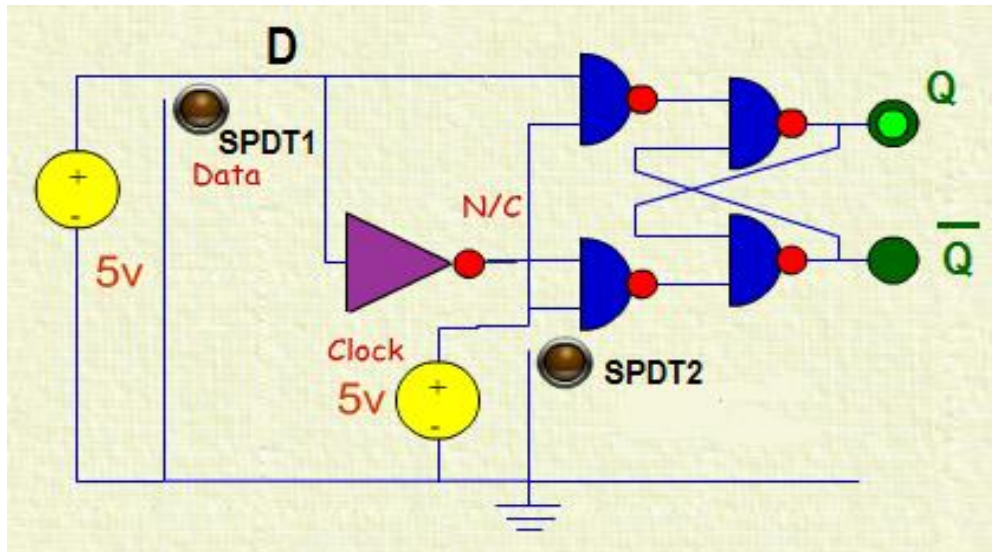 D
Q
SPDT1
Data
+
-
5v
N/C
Q̅
Clock
5v
+
-
SPDT2